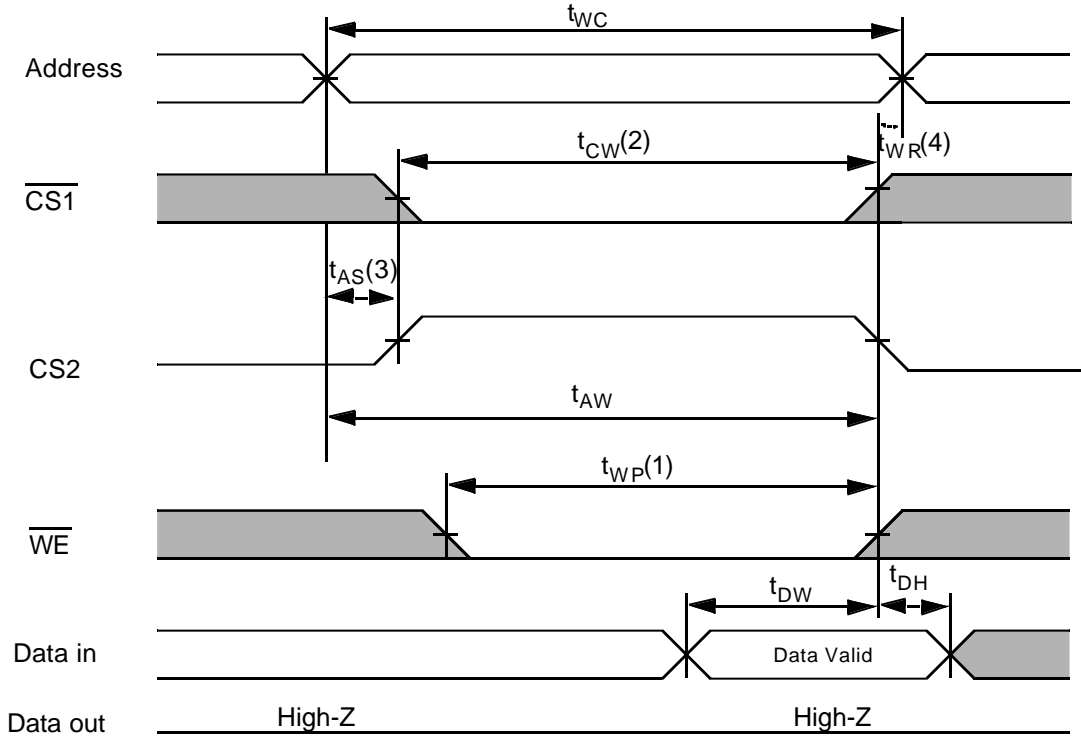 tWC
Address
tCW(2)
tWR(4)
CS1
tAS(3)
CS2
tAW
tWP(1)
WE
tDW
tDH
Data in
Data Valid
Data out
High-Z
High-Z